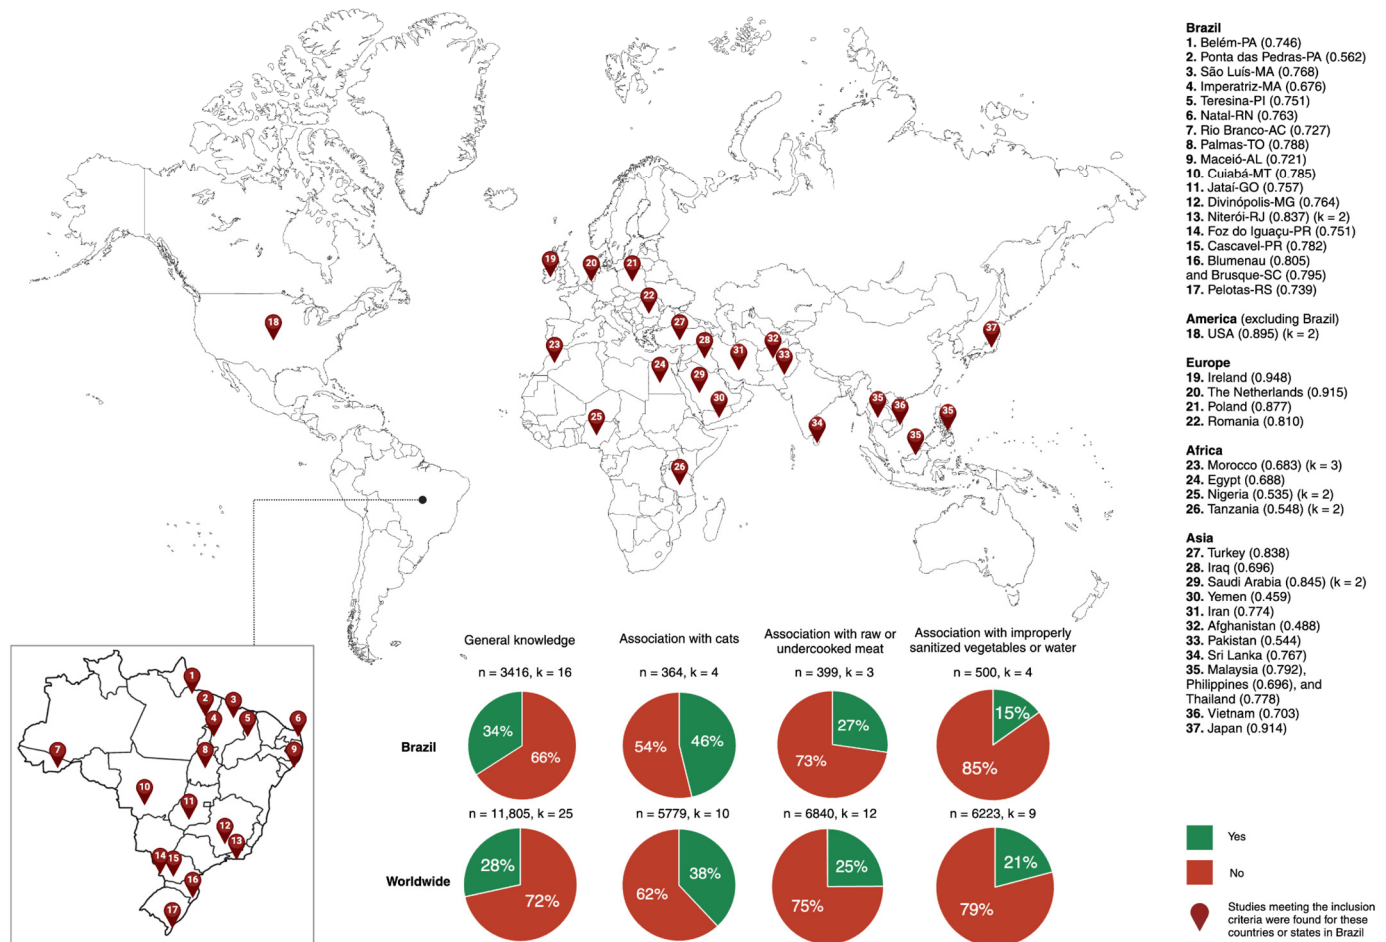 Brazil
1. Belém-PA (0.746)
2. Ponta das Pedras-PA (0.562)
3. São Luís-MA (0.768)
4. Imperatriz-MA (0.676)
5. Teresina-PI (0.751)
6. Natal-RN (0.763)
7. Rio Branco-AC (0.727)
8. Palmas-TO (0.788)
9. Maceió-AL (0.721)
10. Cuiabá-MT (0.785)
11. Jataí-GO (0.757)
12. Divinópolis-MG (0.764)
13. Niterói-RJ (0.837) (k = 2)
14. Foz do Iguaçu-PR (0.751)
15. Cascavel-PR (0.782)
16. Blumenau (0.805)
and Brusque-SC (0.795)
17. Pelotas-RS (0.739)
America (excluding Brazil)
18. USA (0.895) (k = 2)
Europe
19. Ireland (0.948)
20. The Netherlands (0.915)
21. Poland (0.877)
22. Romania (0.810)
Africa
23. Morocco (0.683) (k = 3)
24. Egypt (0.688)
25. Nigeria (0.535) (k = 2)
26. Tanzania (0.548) (k = 2)
Asia
27. Turkey (0.838)
28. Iraq (0.696)
29. Saudi Arabia (0.845) (k = 2)
30. Yemen (0.459)
31. Iran (0.774)
32. Afghanistan (0.488)
33. Pakistan (0.544)
34. Sri Lanka (0.767)
35. Malaysia (0.792),
Philippines (0.696), and
Thailand (0.778)
36. Vietnam (0.703)
37. Japan (0.914)
19
20
21
22
18
27
37
23
28
32
31
33
24
29
30
35
36
35
25
34
35
26
1
2
3
4
5
6
7
8
9
10
11
12
13
14
15
16
17
General knowledge
Association with cats
Association with raw or
undercooked meat
Association with improperly
sanitized vegetables or water
n = 3416, k = 16
n = 364, k = 4
n = 399, k = 3
n = 500, k = 4
Brazil
34%
66%
54%
46%
27%
73%
15%
85%
n = 11,805, k = 25
n = 5779, k = 10
n = 6840, k = 12
n = 6223, k = 9
Worldwide
28%
72%
62%
38%
25%
75%
21%
79%
Yes
No
Studies meeting the inclusion
criteria were found for these
countries or states in Brazil